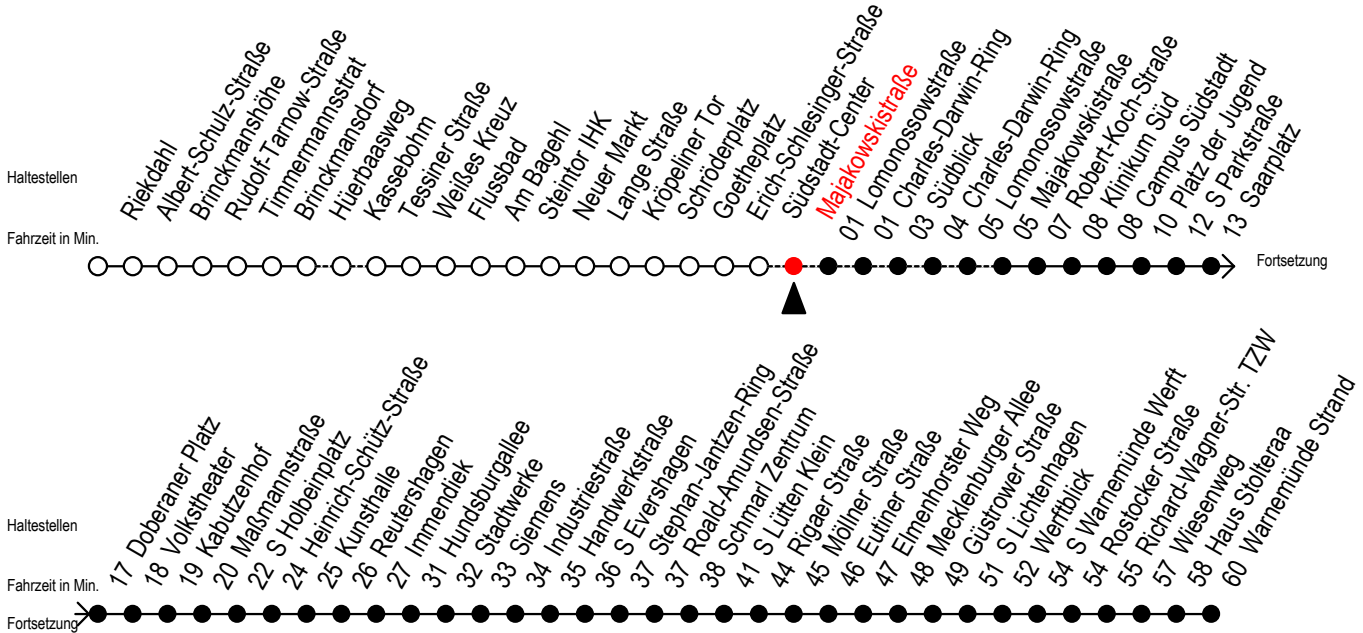 Haltestellen
Riekdahl
Albert-Schulz-Straße
Brinckmanshöhe
Rudolf-Tarnow-Straße
Timmermannsstrat
Brinckmansdorf
Hüerbaasweg
Kassebohm
Tessiner Straße
Weißes Kreuz
Flussbad
Am Bagehl
Steintor IHK
Neuer Markt
Lange Straße
Kröpeliner Tor
Schröderplatz
Goetheplatz
Erich-Schlesinger-Straße
Südstadt-Center
Majakowskistraße
01 Lomonossowstraße
01 Charles-Darwin-Ring
03 Südblick
04 Charles-Darwin-Ring
05 Lomonossowstraße
05 Majakowskistraße
07 Robert-Koch-Straße
08 Klinikum Süd
08 Campus Südstadt
10 Platz der Jugend
12 S Parkstraße
13 Saarplatz
Fahrzeit in Min.
Fortsetzung
Haltestellen
17 Doberaner Platz
18 Volkstheater
19 Kabutzenhof
20 Maßmannstraße
22 S Holbeinplatz
24 Heinrich-Schütz-Straße
25 Kunsthalle
26 Reutershagen
27 Immendiek
31 Hundsburgallee
32 Stadtwerke
33 Siemens
34 Industriestraße
35 Handwerkstraße
36 S Evershagen
37 Stephan-Jantzen-Ring
37 Roald-Amundsen-Straße
38 Schmarl Zentrum
41 S Lütten Klein
44 Rigaer Straße
45 Möllner Straße
46 Eutiner Straße
47 Elmenhorster Weg
48 Mecklenburger Allee
49 Güstrower Straße
51 S Lichtenhagen
52 Werftblick
54 S Warnemünde Werft
54 Rostocker Straße
55 Richard-Wagner-Str. TZW
57 Wiesenweg
58 Haus Stolteraa
60 Warnemünde Strand
Fahrzeit in Min.
Fortsetzung